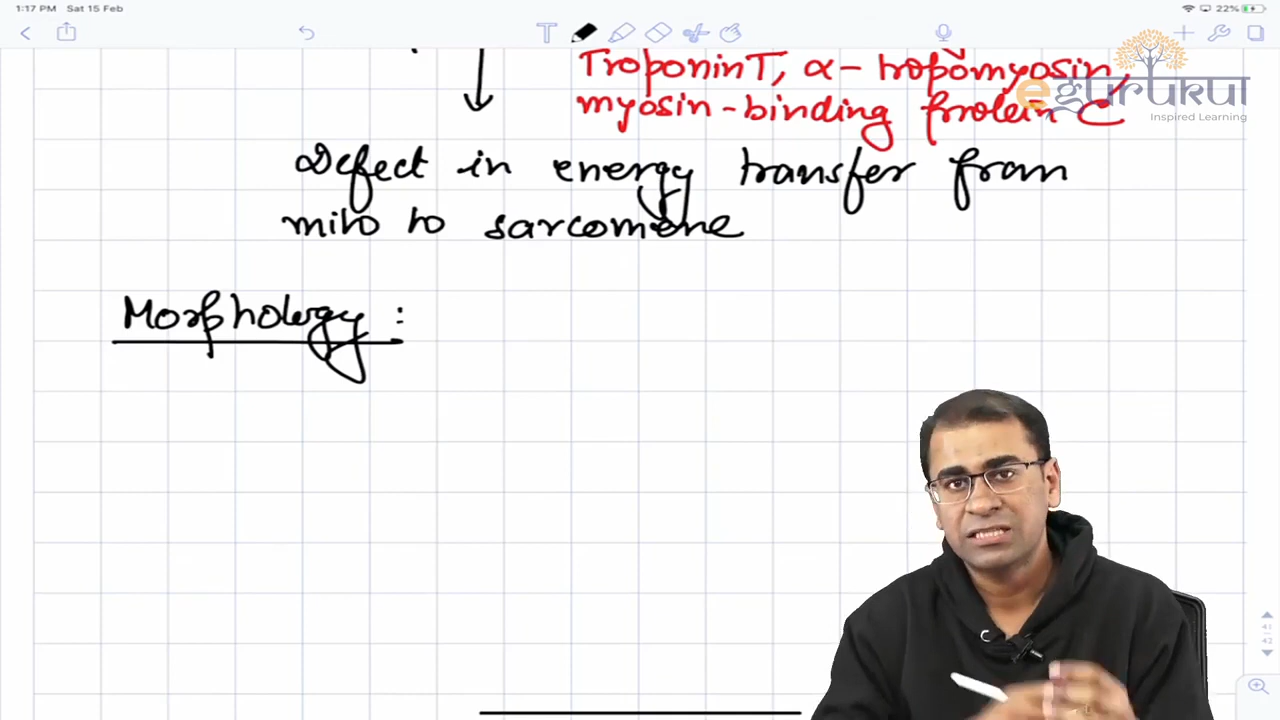 1:17 PM Sat 15 Feb
22%
Troponin T, α- tropomyosin,
myosin-binding protein C
egurukul
Inspired Learning
Defect in energy transfer from
mito to sarcomere
Morphology :